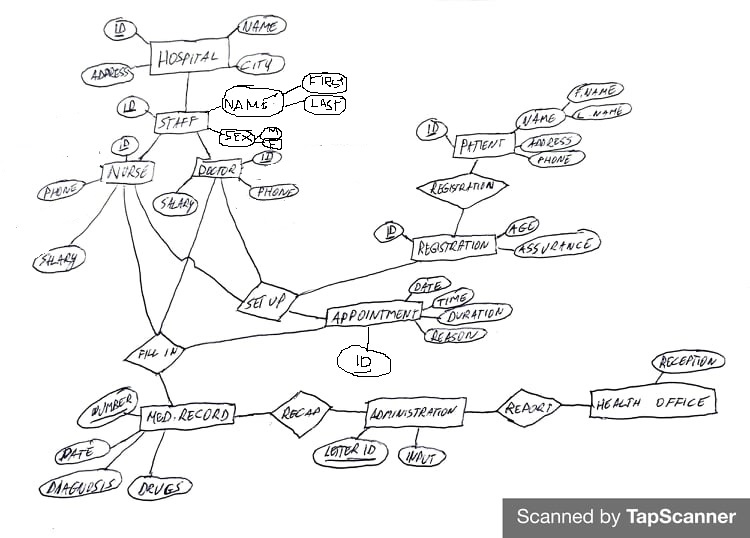 ID
NAME
HOSPITAL
ADDRESS
CITY
FIRST
ID
NAME
LAST
STAFF
SEX
M
F
F.NAME
NAME
L NAME
ID
PATIENT
ADDRESS
PHONE
ID
NURSE
DOCTOR
ID
PHONE
PHONE
SALARY
REGISTRATION
SALARY
ID
AGE
REGISTRATION
ASSURANCE
DATE
SET UP
TIME
APPOINTMENT
DURATION
REASON
FILL IN
ID
RECEPTION
NUMBER
MED.RECORD
RECAP
ADMINISTRATION
REPORT
HEALTH OFFICE
DATE
LETTER ID
INPUT
DIAGNOSIS
DRUGS
Scanned by TapScanner